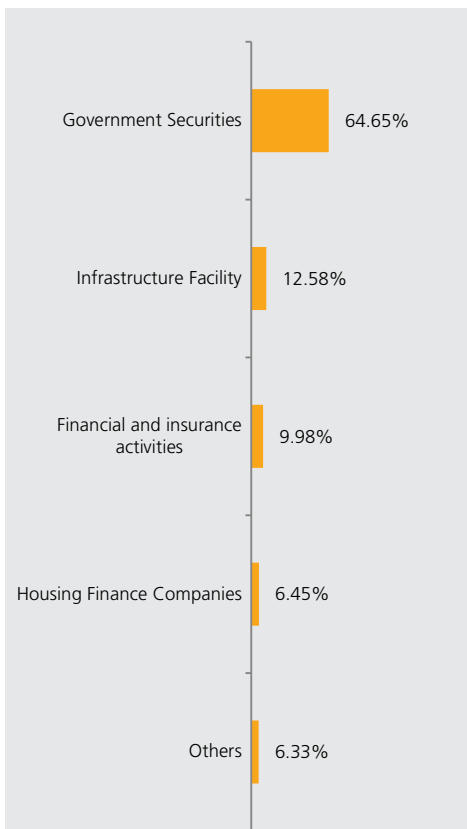 Government Securities 64.65%
Infrastructure Facility 12.58%
Financial and insurance
activities 9.98%
Housing Finance Companies 6.45%
Others 6.33%